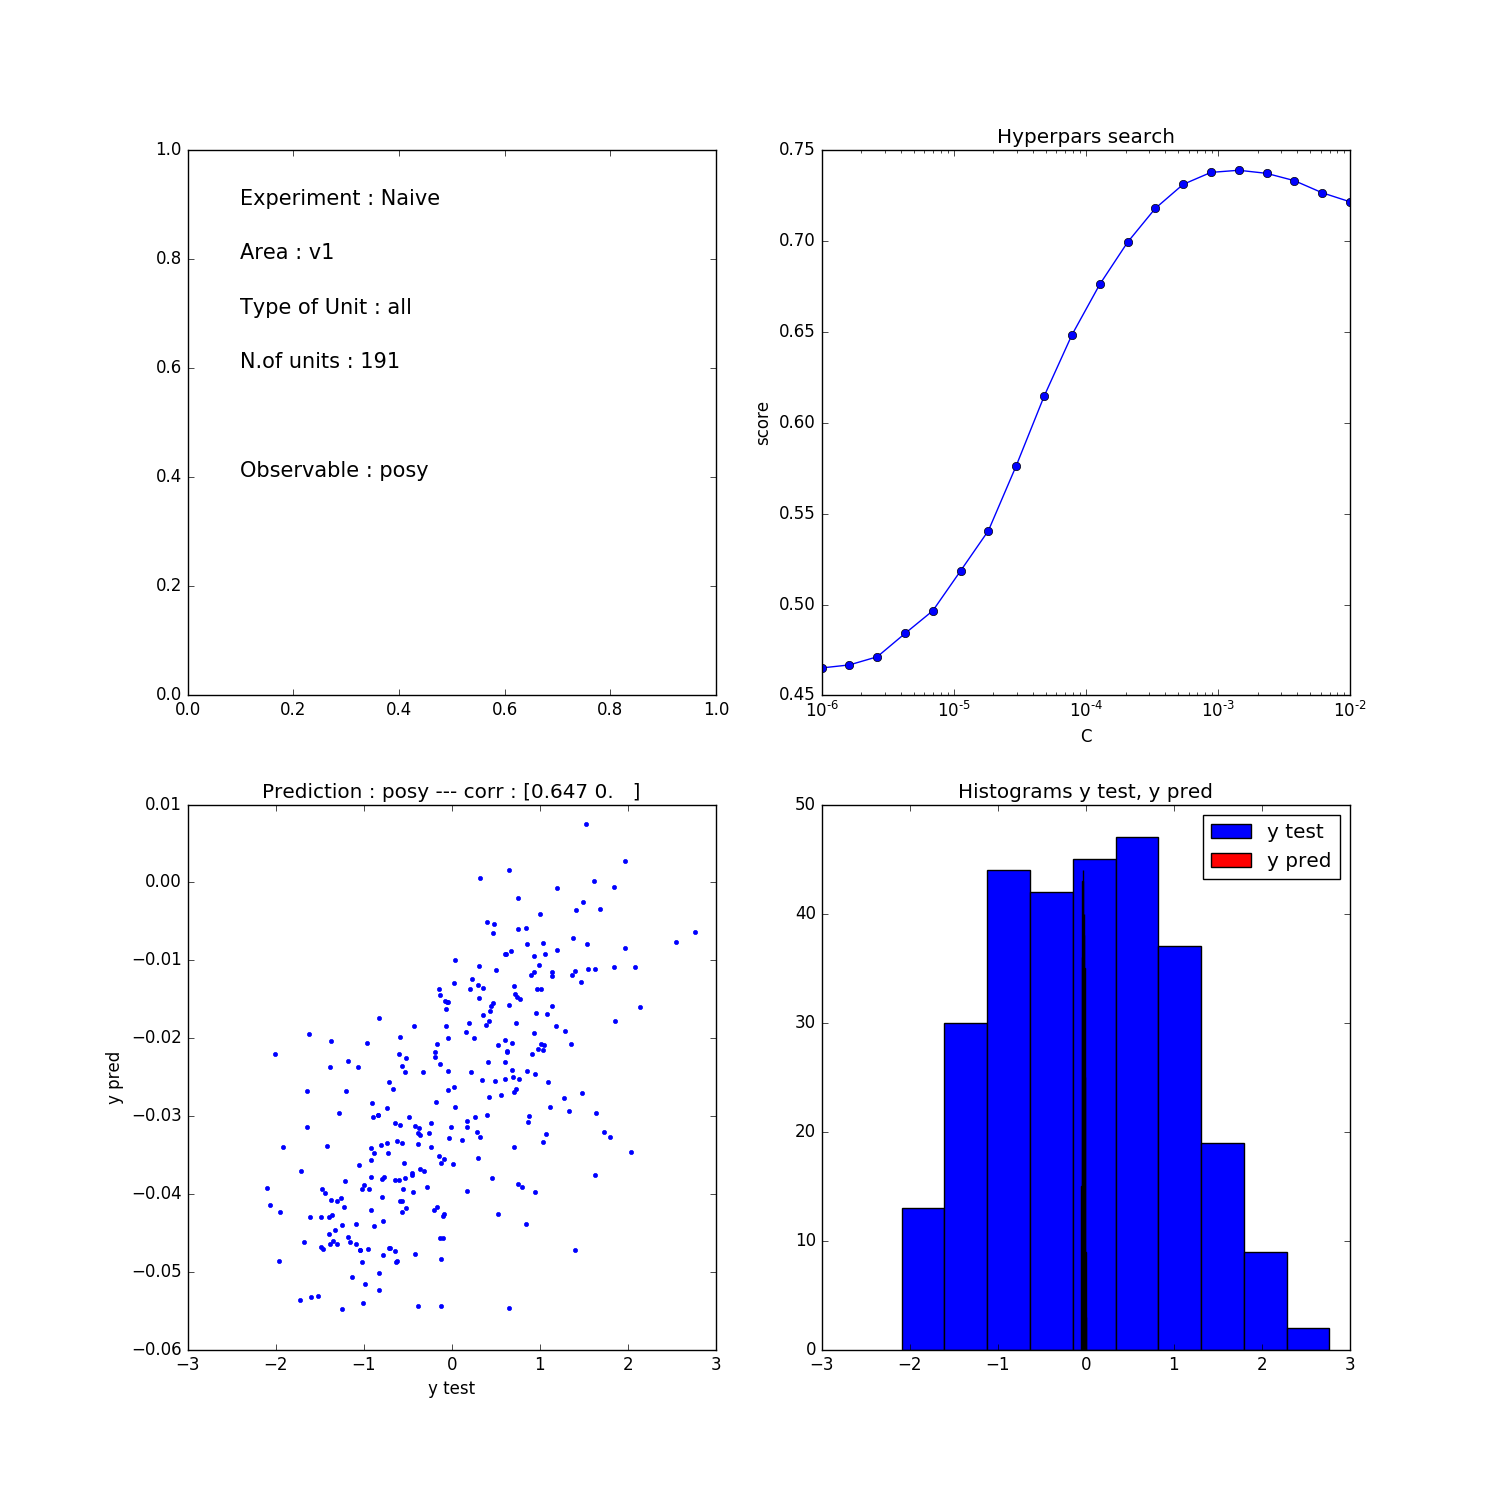 Experiment : Naive
Area : v1
Type of Unit : all
N.of units : 191
Observable : posy
1.0
0.8
0.6
0.4
0.2
0.0
0.0 0.2 0.4 0.6 0.8 1.0
Hyperpars search
score
0.75
0.70
0.65
0.60
0.55
0.50
0.45
10^-6 10^-5 10^-4 10^-3 10^-2
C
Prediction : posy --- corr : [0.647 0. ]
y pred
0.01
0.00
−0.01
−0.02
−0.03
−0.04
−0.05
−0.06
−3 −2 −1 0 1 2 3
y test
Histograms y test, y pred
y test
y pred
50
40
30
20
10
0
−3 −2 −1 0 1 2 3